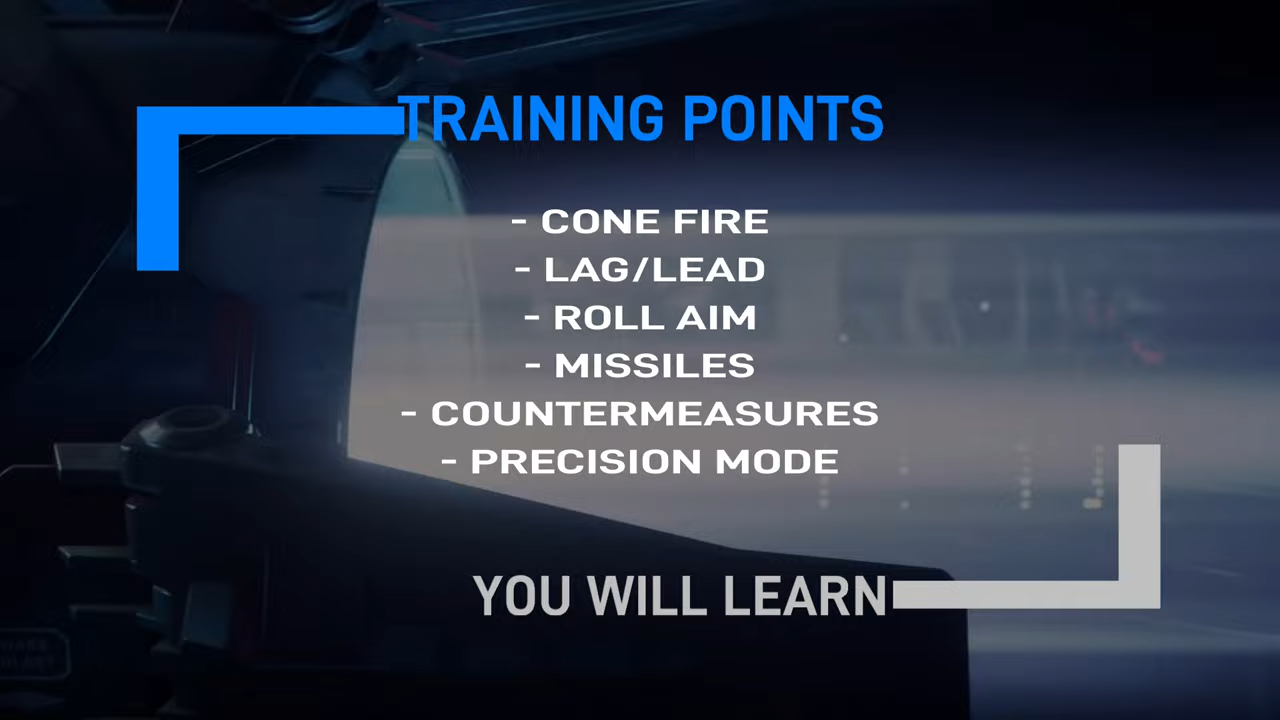 TRAINING POINTS
- CONE FIRE
- LAG/LEAD
- ROLL AIM
- MISSILES
- COUNTERMEASURES
- PRECISION MODE
YOU WILL LEARN